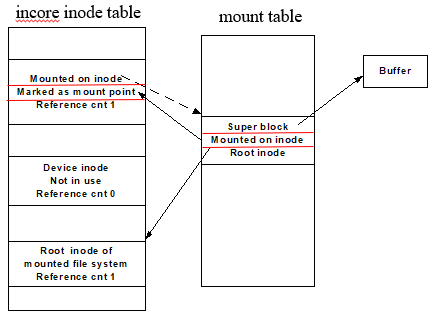 incore inode table
mount table
Mounted on inode
Marked as mount point
Reference cnt 1
Device inode
Not in use
Reference cnt 0
Root inode of
mounted file system
Reference cnt 1
Super block
Mounted on inode
Root inode
Buffer